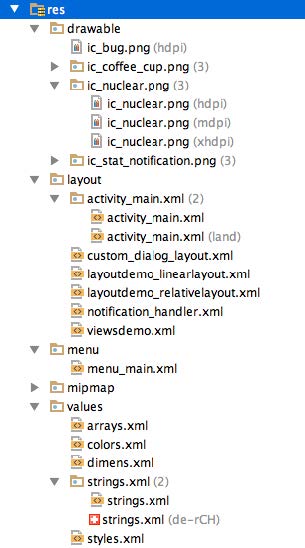 res
drawable
ic_bug.png (hdpi)
ic_coffee_cup.png (3)
ic_nuclear.png (3)
ic_nuclear.png (hdpi)
ic_nuclear.png (mdpi)
ic_nuclear.png (xhdpi)
ic_stat_notification.png (3)
layout
activity_main.xml (2)
activity_main.xml
activity_main.xml (land)
custom_dialog_layout.xml
layoutdemo_linearlayout.xml
layoutdemo_relativelayout.xml
notification_handler.xml
viewsdemo.xml
menu
menu_main.xml
mipmap
values
arrays.xml
colors.xml
dimens.xml
strings.xml (2)
strings.xml
strings.xml (de-rCH)
styles.xml